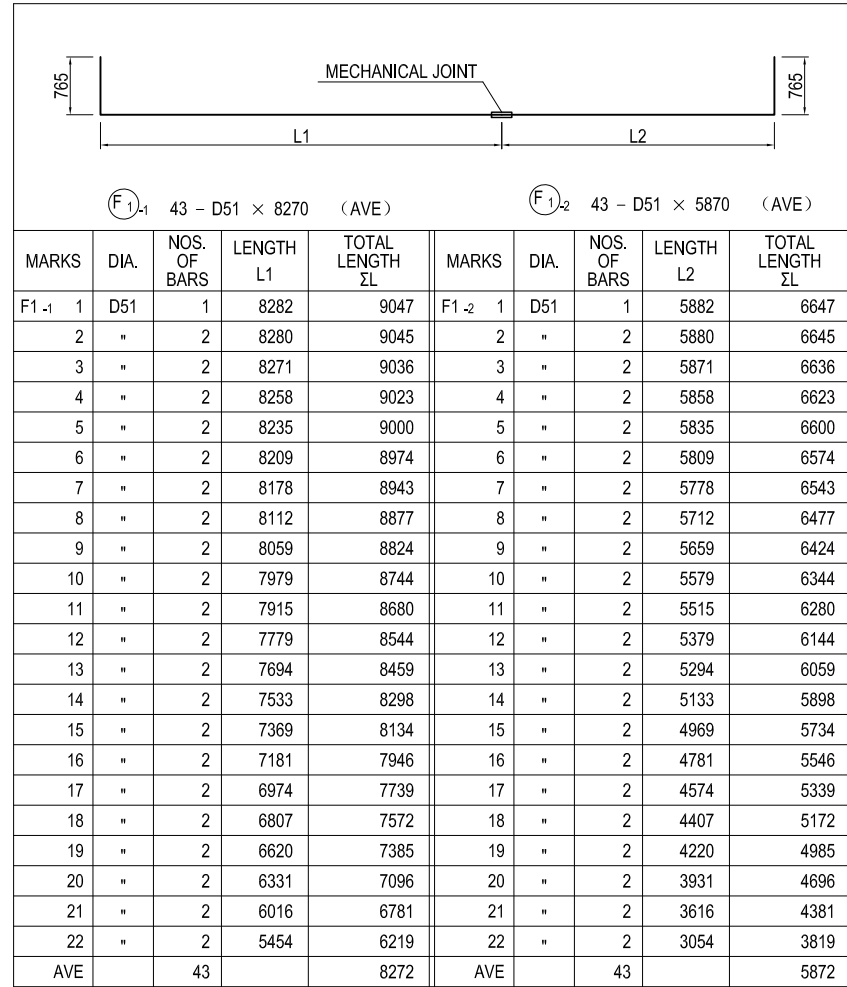 765
MECHANICAL JOINT
765
L1
L2
F 1 -1 43 – D51 × 8270 (AVE)
F 1 -2 43 – D51 × 5870 (AVE)
MARKS DIA. NOS. OF BARS LENGTH L1 TOTAL LENGTH ΣL MARKS DIA. NOS. OF BARS LENGTH L2 TOTAL LENGTH ΣL
F1 -1 1 D51 1 8282 9047 F1 -2 1 D51 1 5882 6647
2 " 2 8280 9045 2 " 2 5880 6645
3 " 2 8271 9036 3 " 2 5871 6636
4 " 2 8258 9023 4 " 2 5858 6623
5 " 2 8235 9000 5 " 2 5835 6600
6 " 2 8209 8974 6 " 2 5809 6574
7 " 2 8178 8943 7 " 2 5778 6543
8 " 2 8112 8877 8 " 2 5712 6477
9 " 2 8059 8824 9 " 2 5659 6424
10 " 2 7979 8744 10 " 2 5579 6344
11 " 2 7915 8680 11 " 2 5515 6280
12 " 2 7779 8544 12 " 2 5379 6144
13 " 2 7694 8459 13 " 2 5294 6059
14 " 2 7533 8298 14 " 2 5133 5898
15 " 2 7369 8134 15 " 2 4969 5734
16 " 2 7181 7946 16 " 2 4781 5546
17 " 2 6974 7739 17 " 2 4574 5339
18 " 2 6807 7572 18 " 2 4407 5172
19 " 2 6620 7385 19 " 2 4220 4985
20 " 2 6331 7096 20 " 2 3931 4696
21 " 2 6016 6781 21 " 2 3616 4381
22 " 2 5454 6219 22 " 2 3054 3819
AVE 43 8272 AVE 43 5872